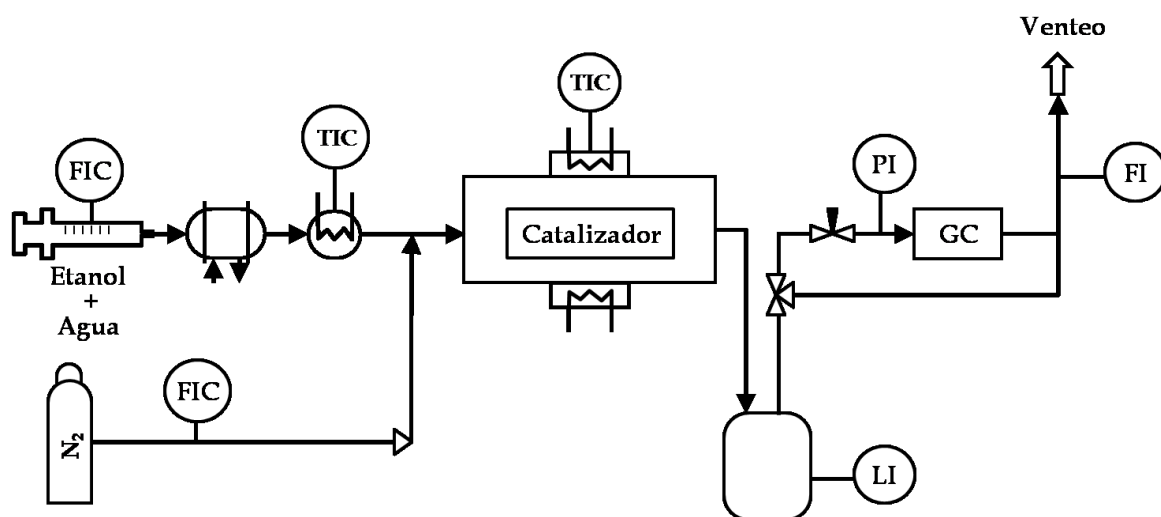 Venteo
TIC
TIC
FIC
PI
FI
Catalizador
GC
Etanol
+
Agua
FIC
N₂
LI